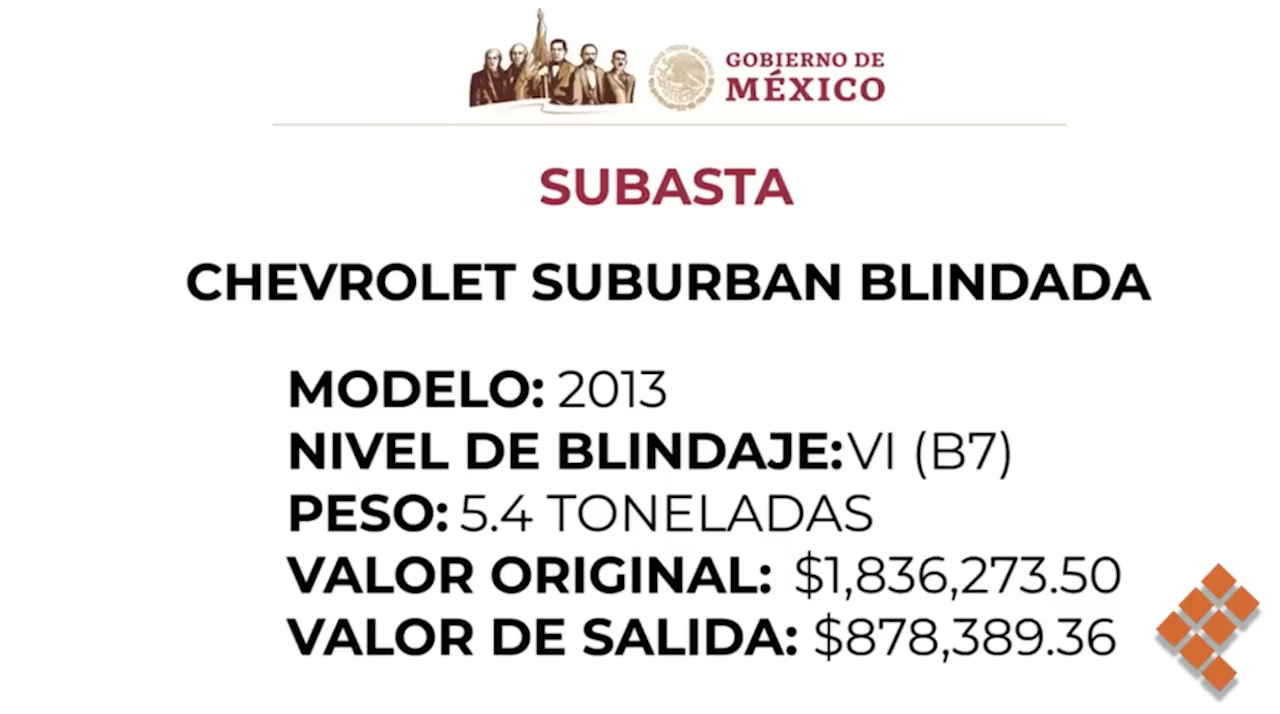 GOBIERNO DE
MÉXICO
SUBASTA
CHEVROLET SUBURBAN BLINDADA
MODELO: 2013
NIVEL DE BLINDAJE:VI (B7)
PESO: 5.4 TONELADAS
VALOR ORIGINAL: $1,836,273.50
VALOR DE SALIDA: $878,389.36